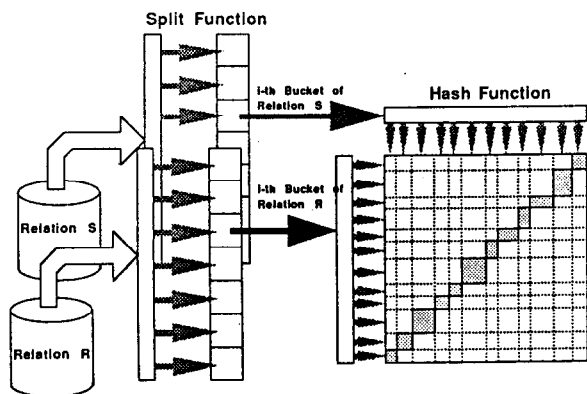 Split Function
i-th Bucket of
Relation S
Hash Function
i-th Bucket of
Relation R
Relation S
Relation R